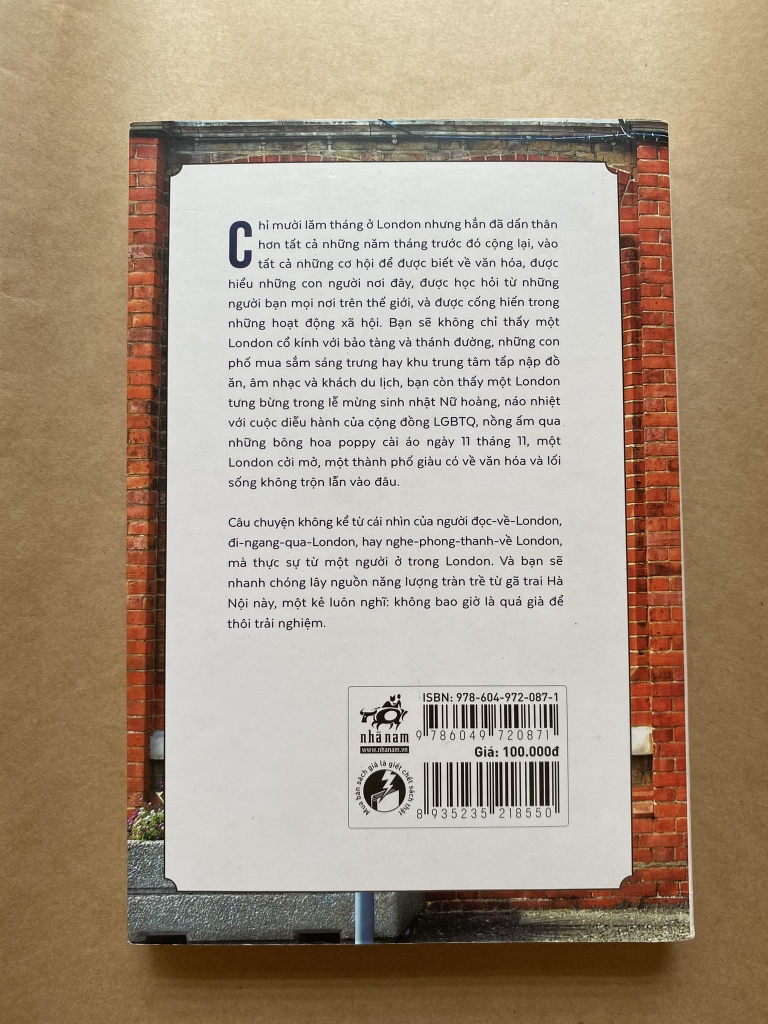 Chỉ mười lăm tháng ở London nhưng hắn đã dấn thân
hơn tất cả những năm tháng trước đó cộng lại, vào
tất cả những cơ hội để được biết về văn hóa, được
hiểu những con người nơi đây, được học hỏi từ những
người bạn mọi nơi trên thế giới, và được cống hiến trong
những hoạt động xã hội. Bạn sẽ không chỉ thấy một
London cổ kính với bảo tàng và thánh đường, những con
phố mua sắm sáng trưng hay khu trung tâm tấp nập đồ
ăn, âm nhạc và khách du lịch, bạn còn thấy một London
tưng bừng trong lễ mừng sinh nhật Nữ hoàng, náo nhiệt
với cuộc diễu hành của cộng đồng LGBTQ, nồng ấm qua
những bông hoa poppy cài áo ngày 11 tháng 11, một
London cởi mở, một thành phố giàu có về văn hóa và lối
sống không trộn lẫn vào đâu.
Câu chuyện không kể từ cái nhìn của người đọc-về-London,
đi-ngang-qua-London, hay nghe-phong-thanh-về London,
mà thực sự từ một người ở trong London. Và bạn sẽ
nhanh chóng lây nguồn năng lượng tràn trề từ gã trai Hà
Nội này, một kẻ luôn nghĩ: không bao giờ là quá già để
thôi trải nghiệm.
nhã nam
www.nhanam.vn
ISBN: 978-604-972-087-1
9 786049 720871
Giá: 100.000đ
Mua bán sách giả là giết chết sách thật
8 935235 218550